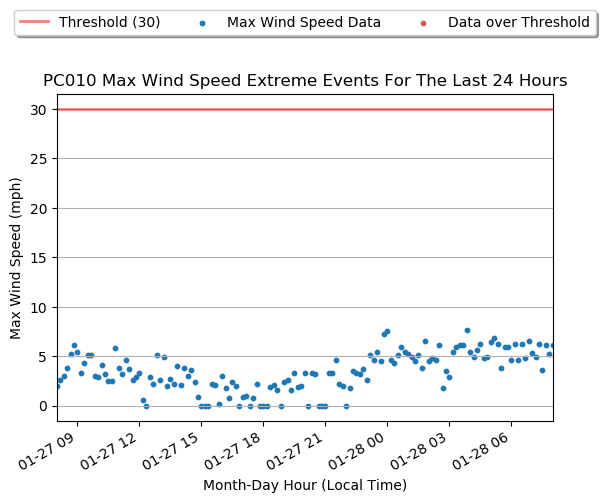 Threshold (30) Max Wind Speed Data Data over Threshold
PC010 Max Wind Speed Extreme Events For The Last 24 Hours
30
25
20
15
10
5
0
Max Wind Speed (mph)
01-27 09 01-27 12 01-27 15 01-27 18 01-27 21 01-28 00 01-28 03 01-28 06
Month-Day Hour (Local Time)